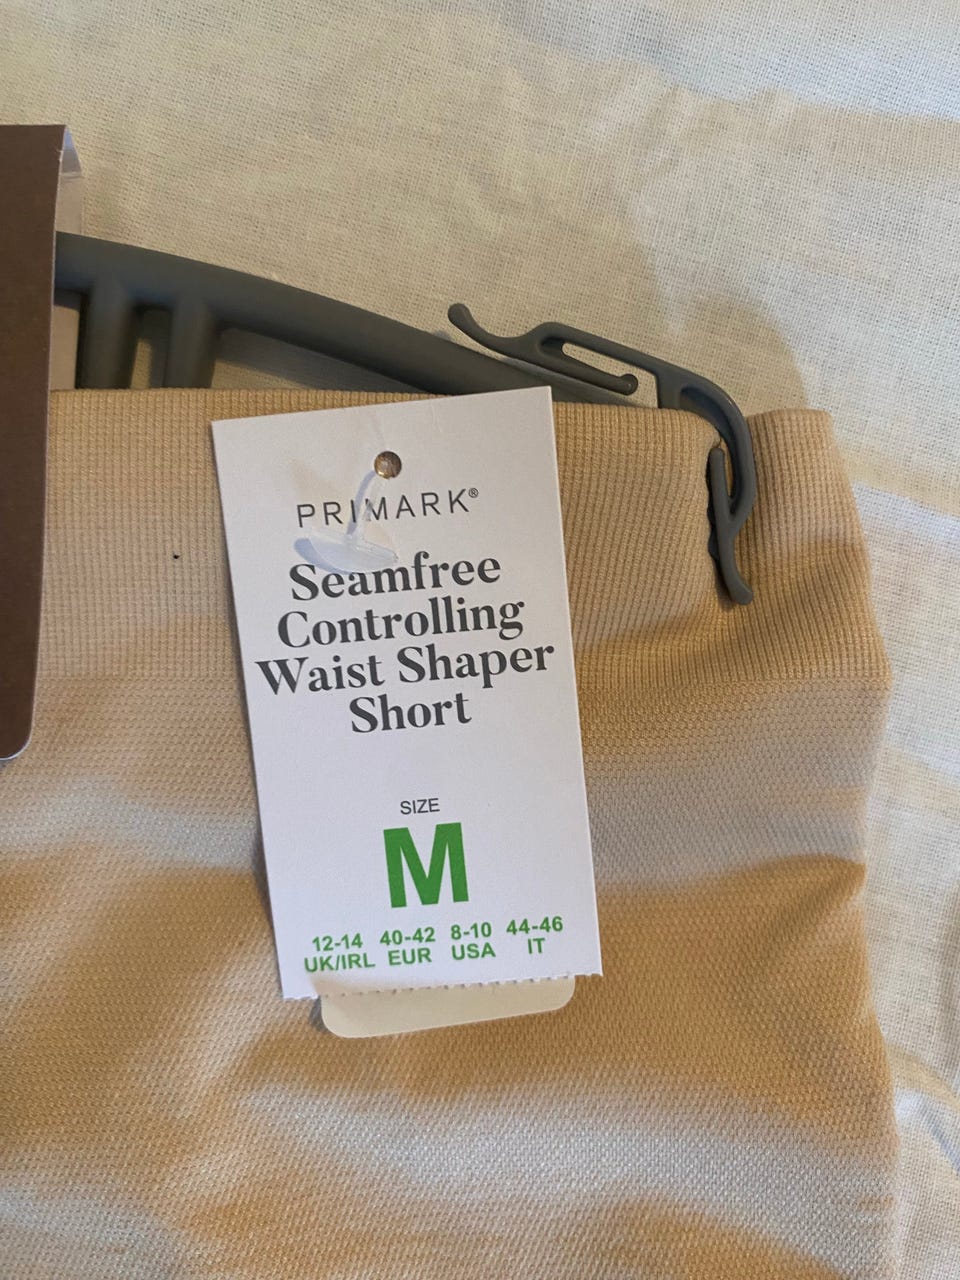 PRIMARK®
Seamfree
Controlling
Waist Shaper
Short
SIZE
M
12-14 40-42 8-10 44-46
UK/IRL EUR USA IT